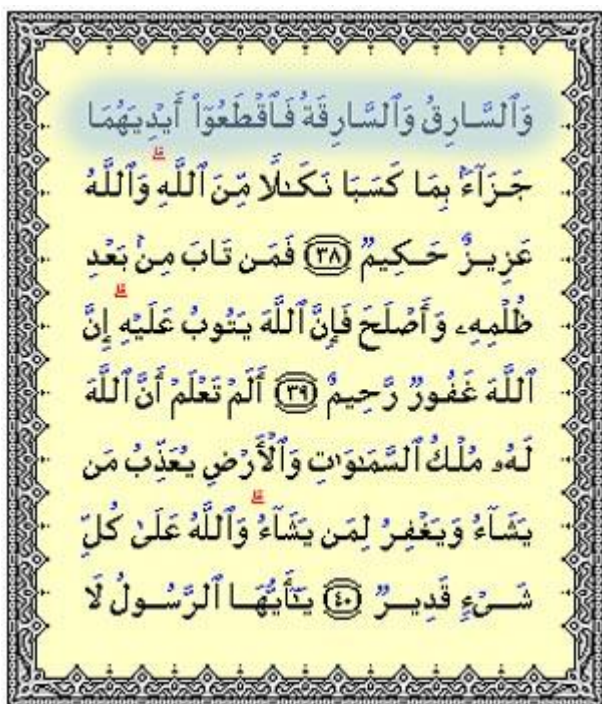 وَٱلسَّارِقُ وَٱلسَّارِقَةُ فَٱقْطَعُوٓا۟ أَيْدِيَهُمَا
جَزَآءًۢ بِمَا كَسَبَا نَكَـٰلًا مِّنَ ٱللَّهِ ۗ وَٱللَّهُ
عَزِيزٌ حَكِيمٌ ﴿٣٨﴾ فَمَن تَابَ مِنۢ بَعْدِ
ظُلْمِهِۦ وَأَصْلَحَ فَإِنَّ ٱللَّهَ يَتُوبُ عَلَيْهِ ۗ إِنَّ
ٱللَّهَ غَفُورٌ رَّحِيمٌ ﴿٣٩﴾ أَلَمْ تَعْلَمْ أَنَّ ٱللَّهَ
لَهُۥ مُلْكُ ٱلسَّمَـٰوَٰتِ وَٱلْأَرْضِ يُعَذِّبُ مَن
يَشَآءُ وَيَغْفِرُ لِمَن يَشَآءُ ۗ وَٱللَّهُ عَلَىٰ كُلِّ
شَىْءٍ قَدِيرٌ ﴿٤٠﴾ يَـٰٓأَيُّهَا ٱلرَّسُولُ لَا